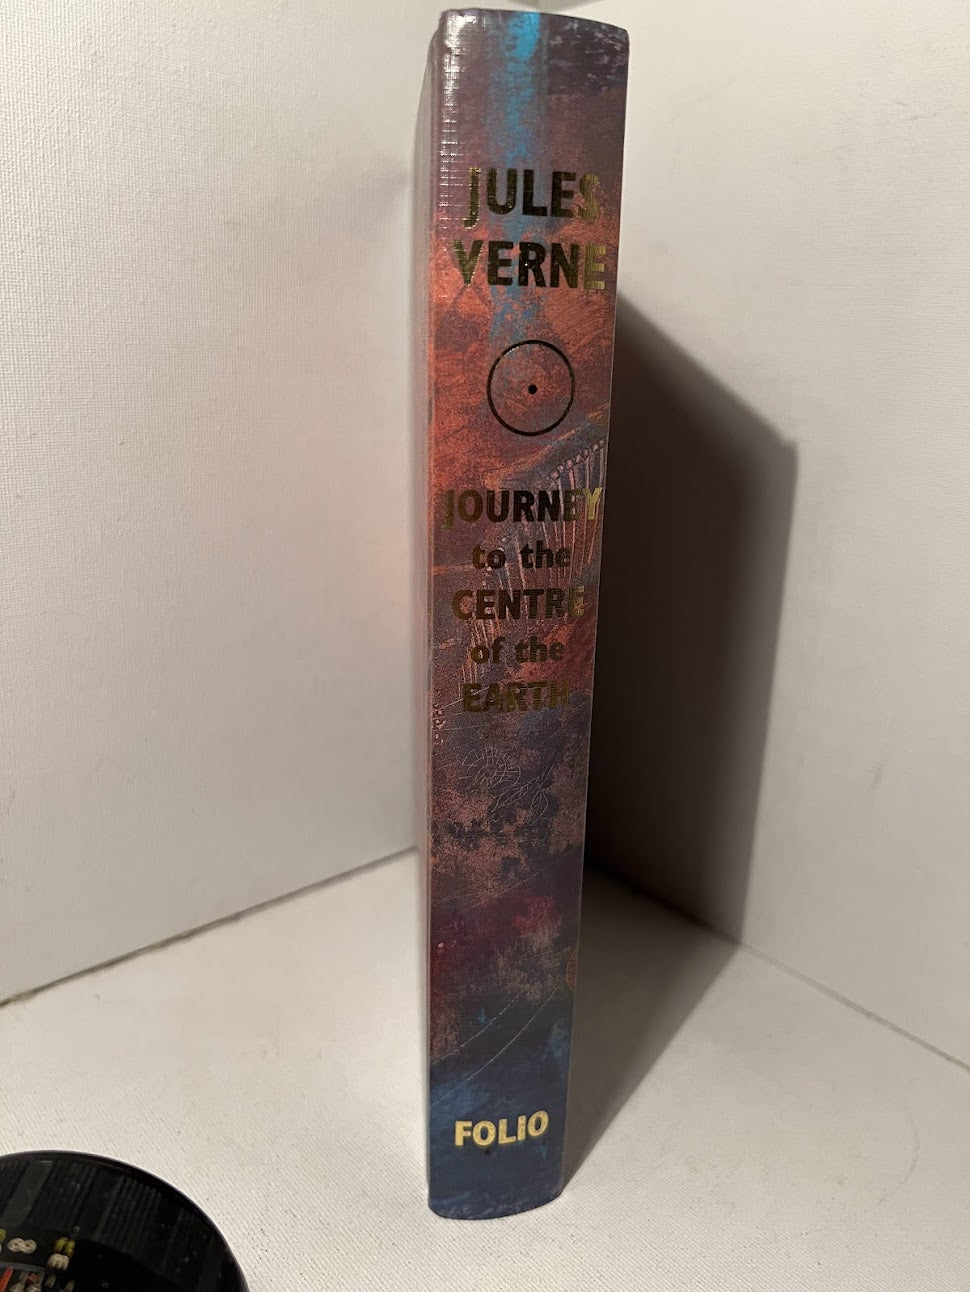 JULES
VERNE
JOURNEY
to the
CENTRE
of the
EARTH
FOLIO